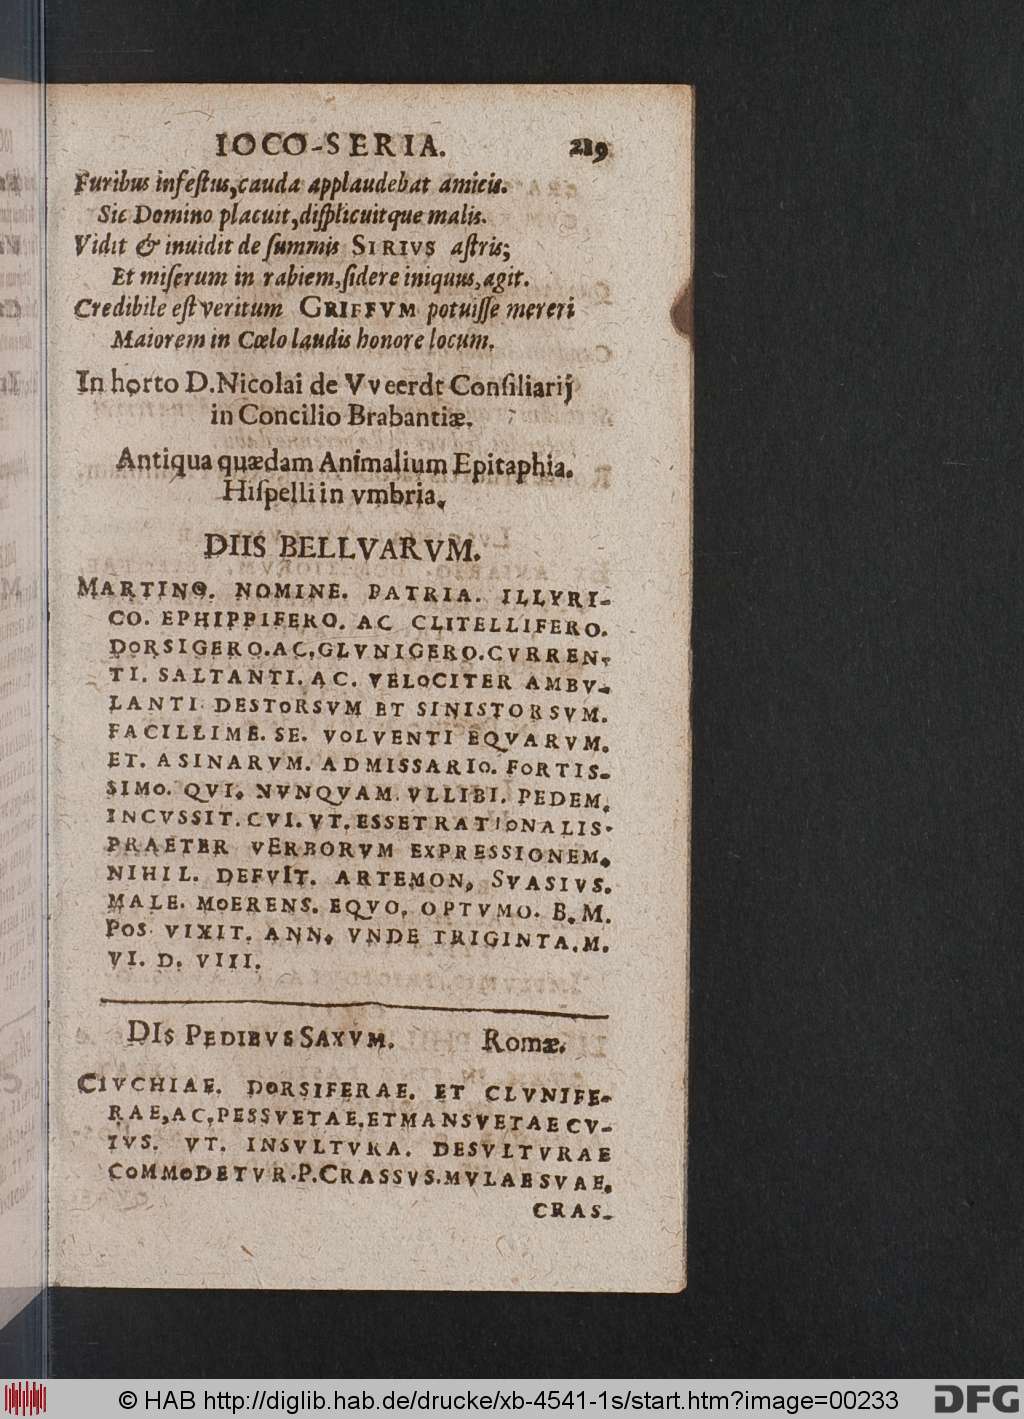 IOCO-SERIA. 219
Furibus infestus, cauda applaudebat amicis.
Sic Domino placuit, displicuitque malis.
Vidit & inuidit de summis SIRIVS astris;
Et miserum in rabiem, sidere iniquus, agit.
Credibile est veritum GRIFFVM potuisse mereri
Maiorem in Cœlo laudis honore locum.
In horto D. Nicolai de VVeerdt Consiliarij
in Concilio Brabantiæ.
Antiqua quædam Animalium Epitaphia.
Hispelli in vmbria.
DIIS BELLVARVM.
MARTINO. NOMINE. PATRIA. ILLYRI-
CO. EPHIPPIFERO. AC CLITELLIFERO.
DORSIGERO. AC. GLVNIGERO. CVRREN-
TI. SALTANTI. AC. VELOCITER AMBV-
LANTI DESTORSVM ET SINISTORSVM.
FACILLIME. SE. VOLVENTI EQVARVM.
ET. ASINARVM. ADMISSARIO. FORTIS-
SIMO. QVI. NVNQVAM. VLLIBI. PEDEM.
INCVSSIT. CVI. VT. ESSET RATIONALIS.
PRAETER VERBORVM EXPRESSIONEM.
NIHIL. DEFVIT. ARTEMON, SVASIVS.
MALE. MOERENS. EQVO. OPTVMO. B. M.
POS. VIXIT. ANN. VNDE TRIGINTA. M.
VI. D. VIII.
DIS PEDIBVS SAXVM. Romæ.
CIVCHIAE. DORSIFERAE. ET CLVNIFE-
RAE, AC, PESSVETAE, ET MANSVETAE CV-
IVS. VT. INSVLTVRA. DESVLTVRAE
COMMODETVR. P. CRASSVS. MVLAE SVAE.
CRAS-
© HAB http://diglib.hab.de/drucke/xb-4541-1s/start.htm?image=00233
DFG